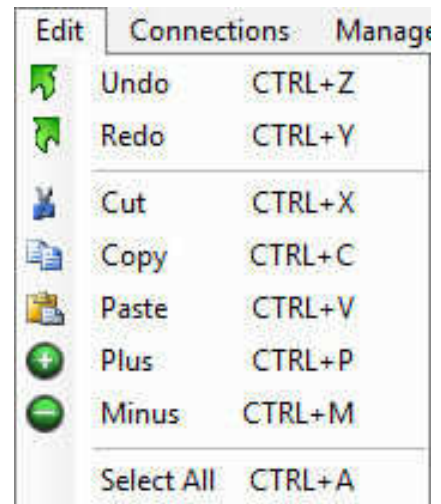 Edit Connections Manage
Undo CTRL+Z
Redo CTRL+Y
Cut CTRL+X
Copy CTRL+C
Paste CTRL+V
Plus CTRL+P
Minus CTRL+M
Select All CTRL+A